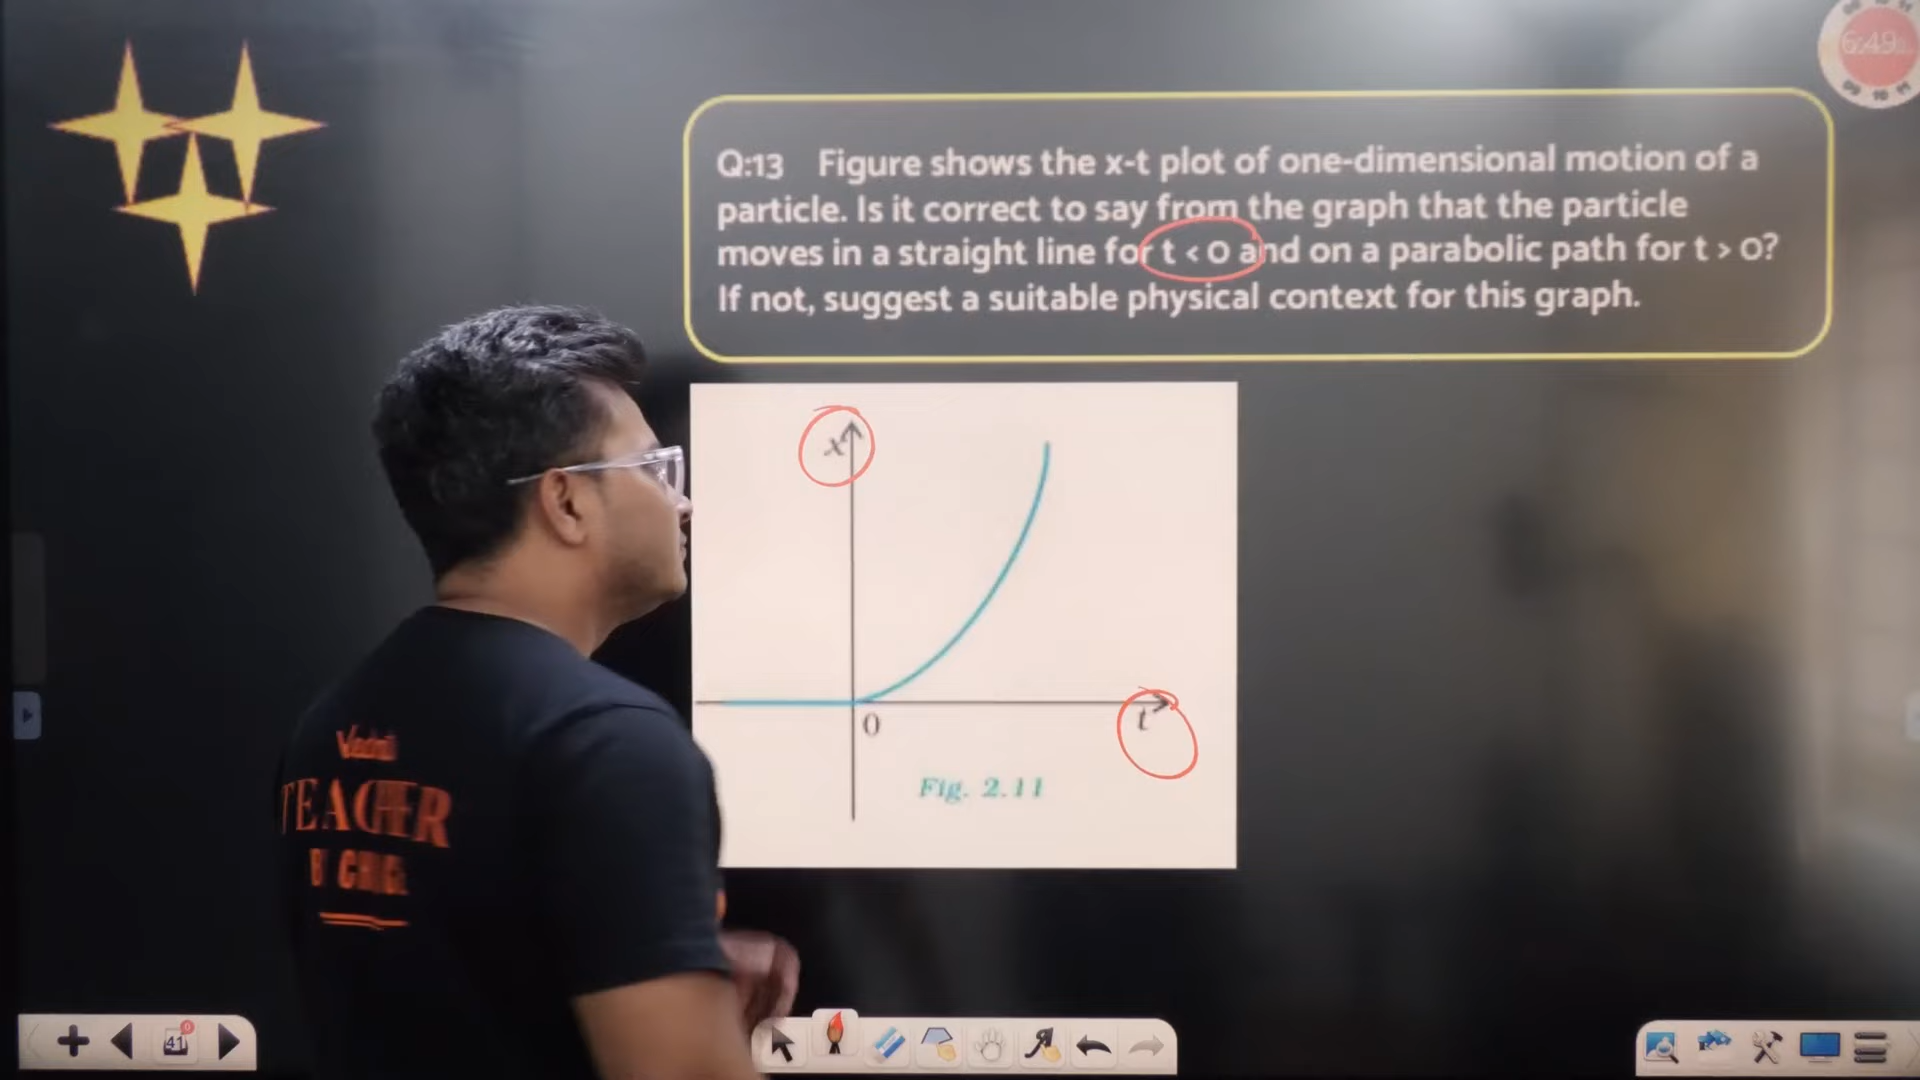 6:49
Q:13 Figure shows the x-t plot of one-dimensional motion of a
particle. Is it correct to say from the graph that the particle
moves in a straight line for t < 0 and on a parabolic path for t > 0?
If not, suggest a suitable physical context for this graph.
x
0
t
Fig. 2.11
TEACHER
41